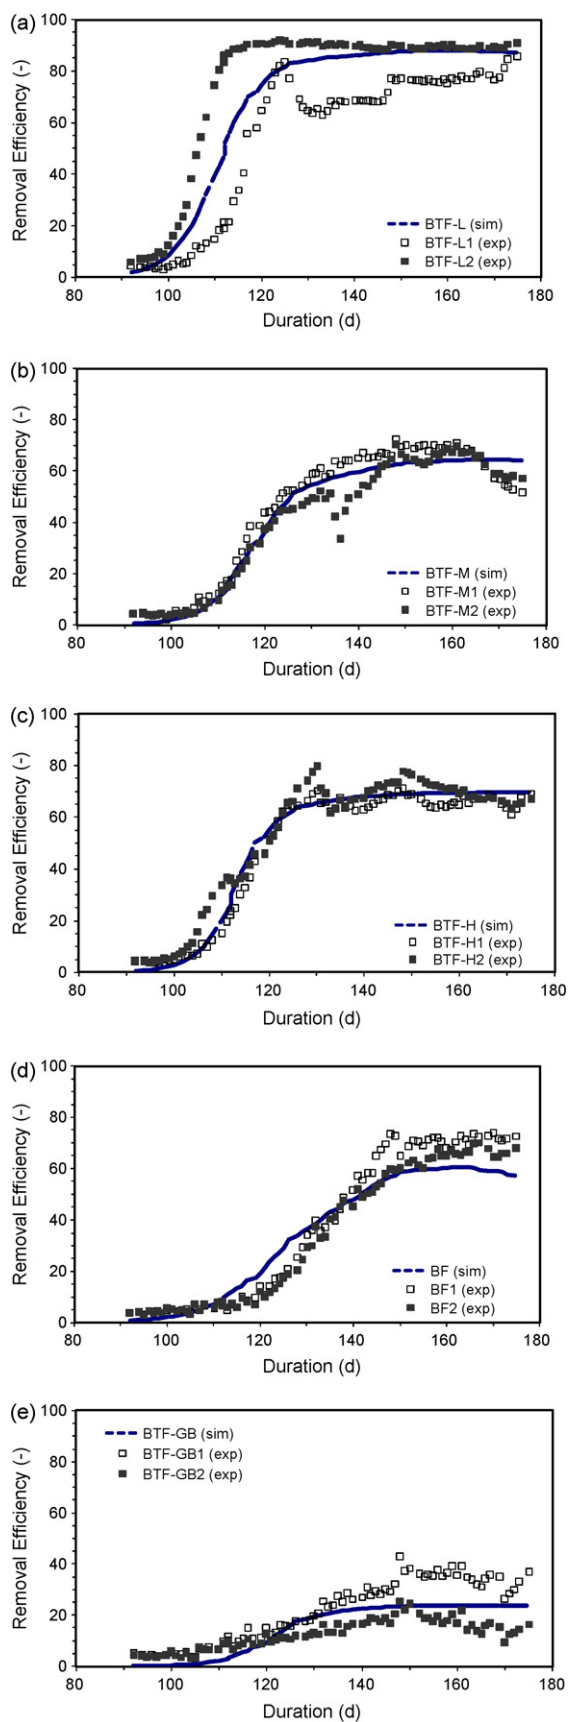 (a)
100
80
60
40
20
0
Removal Efficiency (-)
BTF-L (sim)
BTF-L1 (exp)
BTF-L2 (exp)
80 100 120 140 160 180
Duration (d)
(b)
100
80
60
40
20
0
Removal Efficiency (-)
BTF-M (sim)
BTF-M1 (exp)
BTF-M2 (exp)
80 100 120 140 160 180
Duration (d)
(c)
100
80
60
40
20
0
Removal Efficiency (-)
BTF-H (sim)
BTF-H1 (exp)
BTF-H2 (exp)
80 100 120 140 160 180
Duration (d)
(d)
100
80
60
40
20
0
Removal Efficiency (-)
BF (sim)
BF1 (exp)
BF2 (exp)
80 100 120 140 160 180
Duration (d)
(e)
100
80
60
40
20
0
Removal Efficiency (-)
BTF-GB (sim)
BTF-GB1 (exp)
BTF-GB2 (exp)
80 100 120 140 160 180
Duration (d)